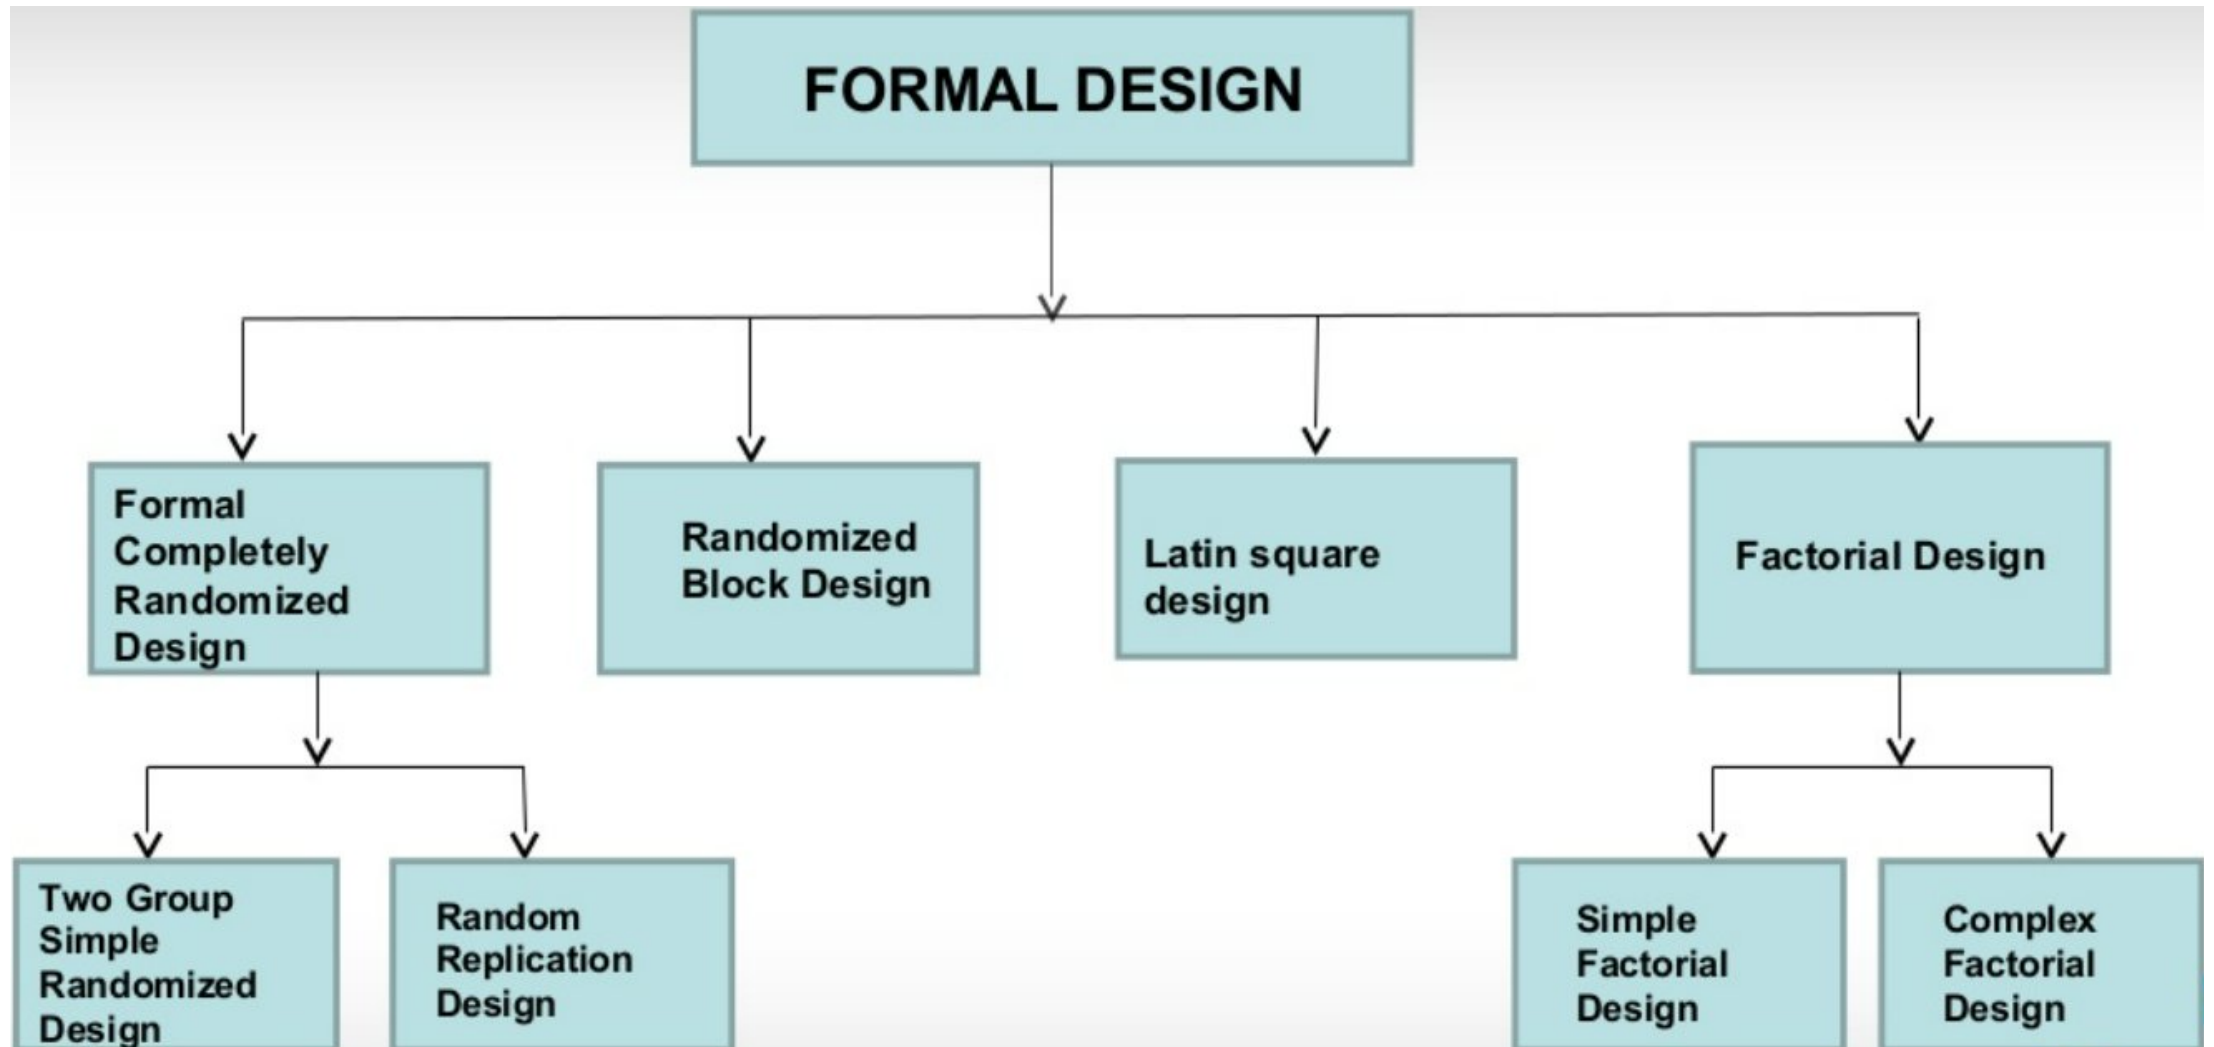 FORMAL DESIGN
Formal
Completely
Randomized
Design
Randomized
Block Design
Latin square
design
Factorial Design
Two Group
Simple
Randomized
Design
Random
Replication
Design
Simple
Factorial
Design
Complex
Factorial
Design